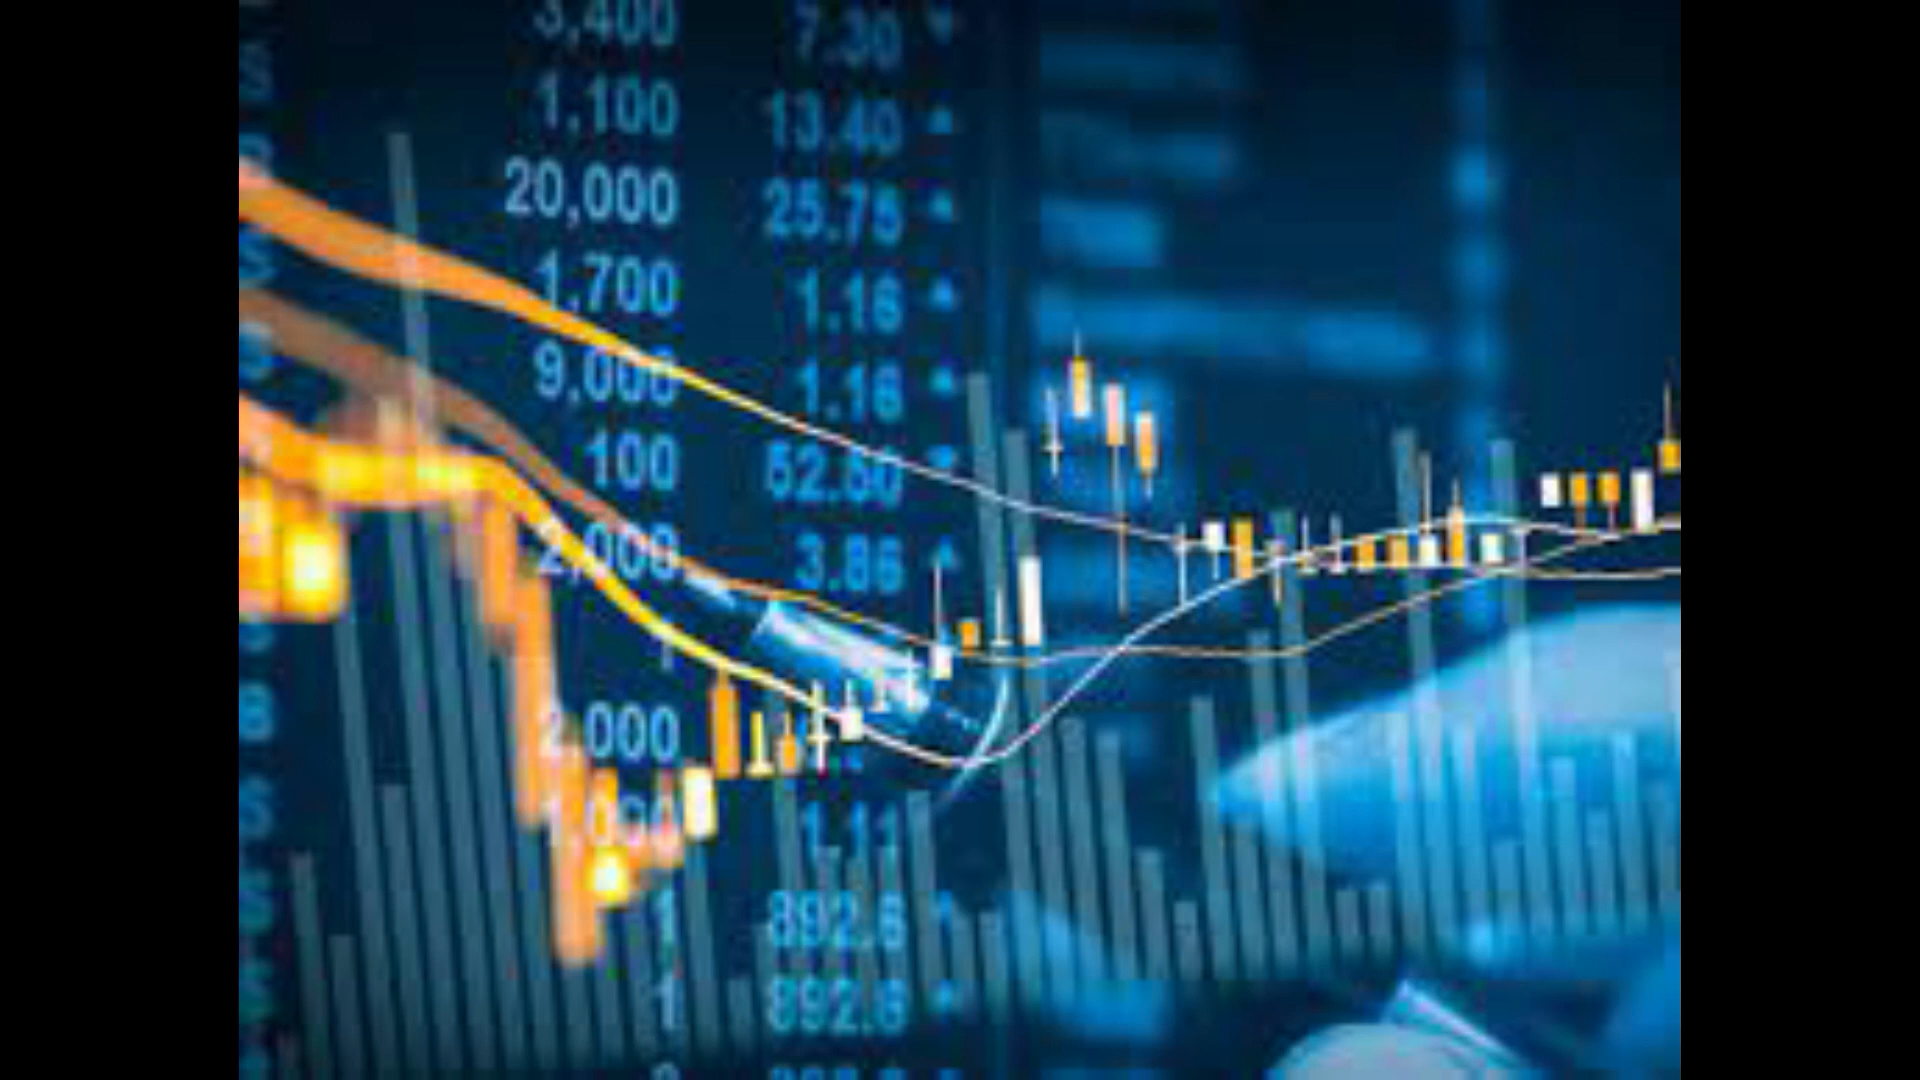 3,400 7.30
S 1,100 13.40
B 20,000 25.75
S 1,700 1.16
S 9,000 1.16
100 52.50
2,000 3.86
1
B 2,000
S 1,000 1.11
S 1 892.6
S 1 892.6